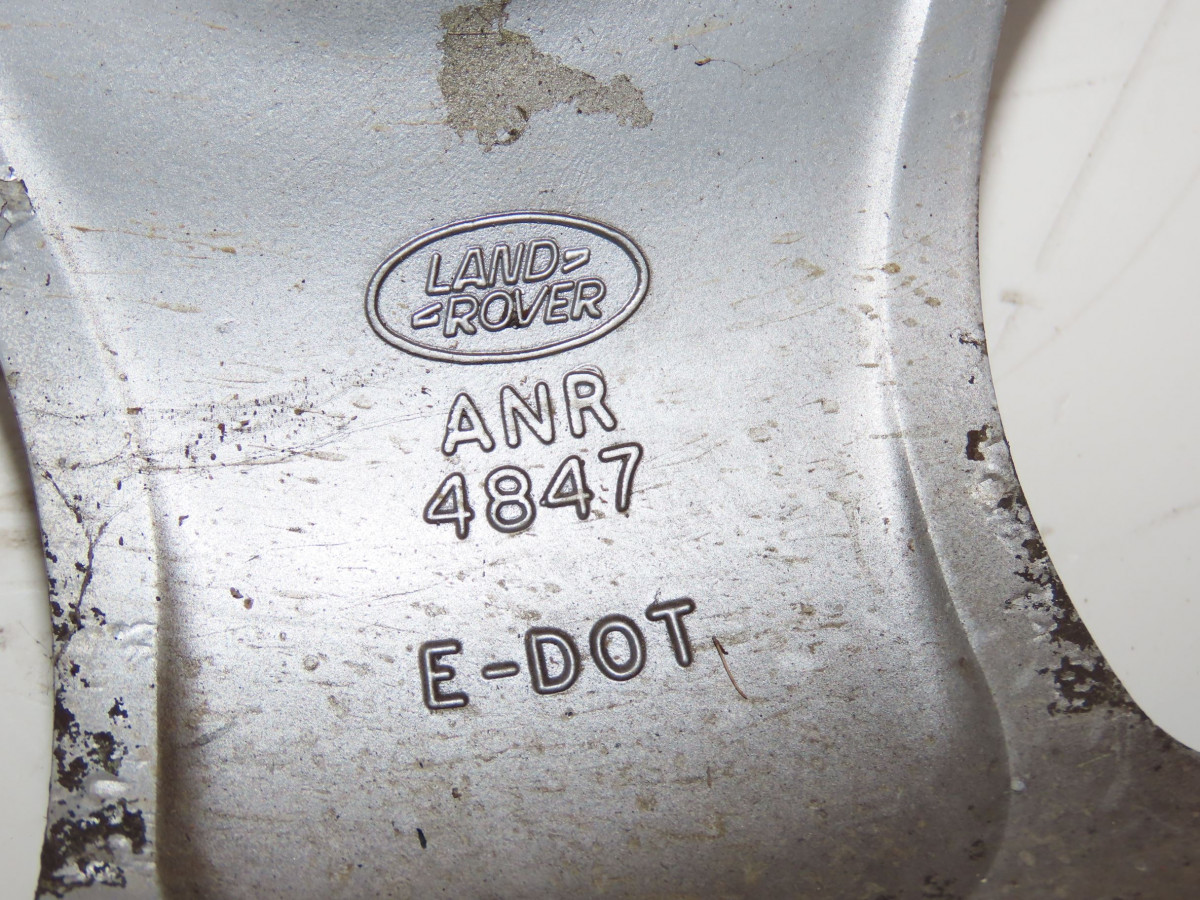 LAND
ROVER
ANR
4847
E-DOT